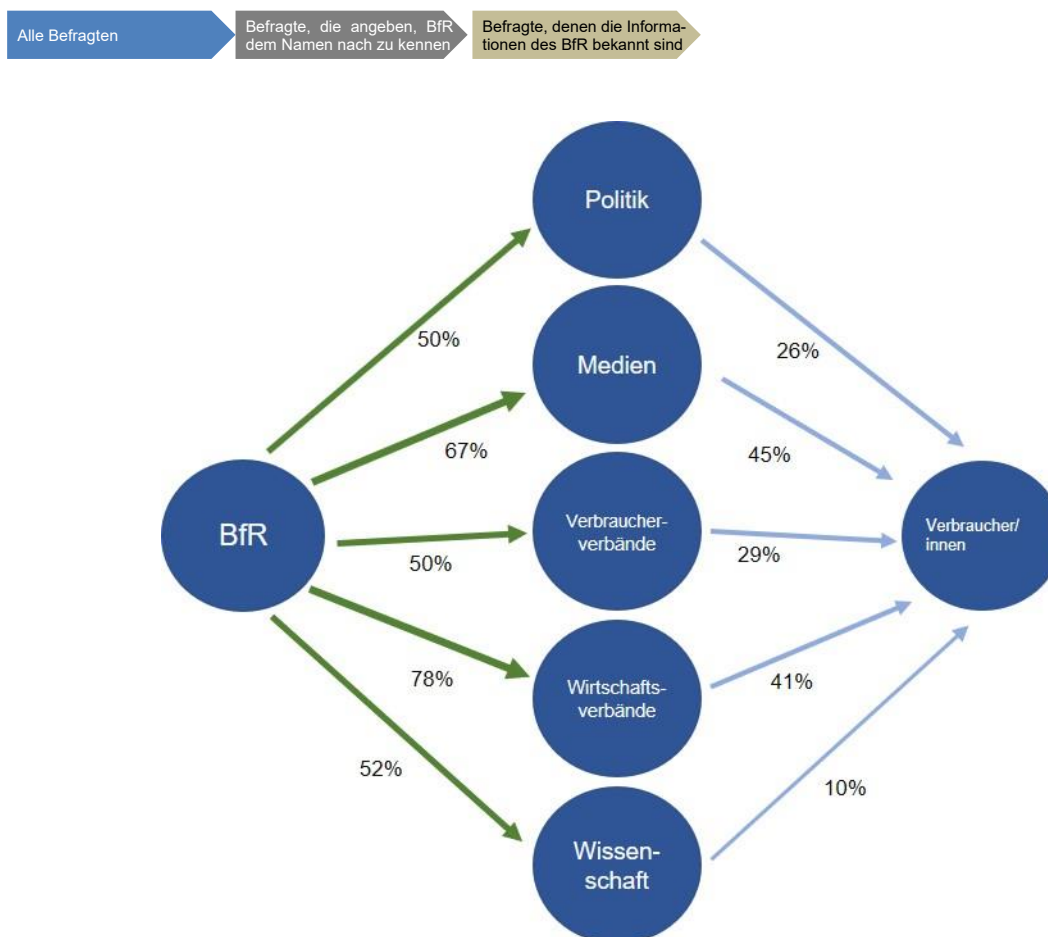 Alle Befragten
Befragte, die angeben, BfR
dem Namen nach zu kennen
Befragte, denen die Informa-
tionen des BfR bekannt sind
Politik
50%
26%
Medien
67%
45%
BfR
Verbraucher-
verbände
50%
29%
Verbraucher/
innen
78%
Wirtschafts-
verbände
41%
52%
10%
Wissen-
schaft